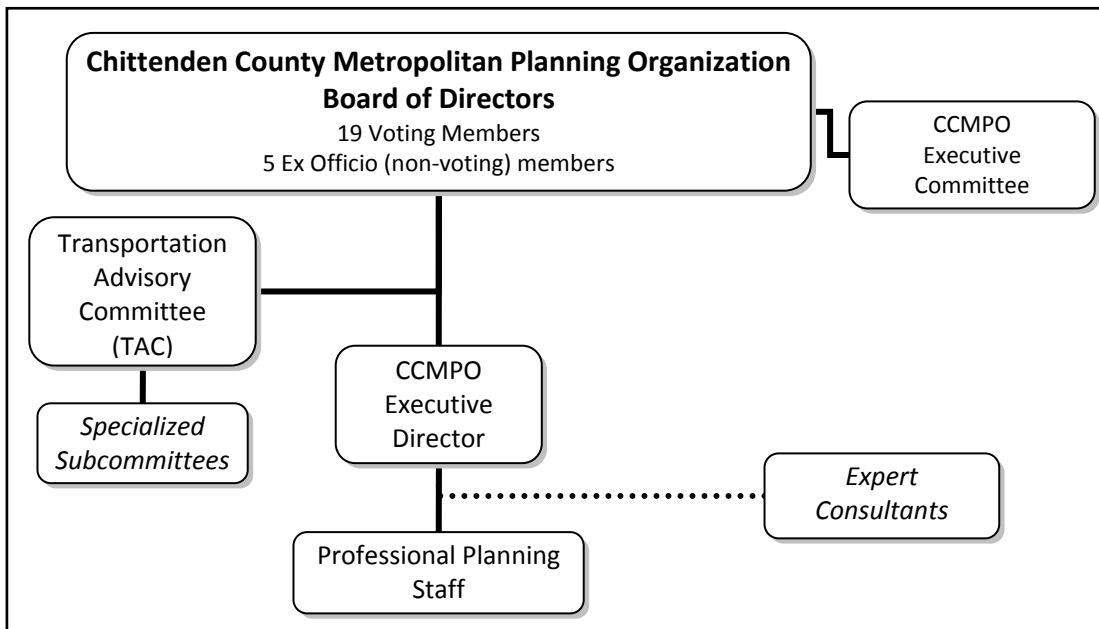 Chittenden County Metropolitan Planning Organization
Board of Directors
19 Voting Members
5 Ex Officio (non-voting) members
CCMPO
Executive
Committee
Transportation
Advisory
Committee
(TAC)
CCMPO
Executive
Director
Specialized
Subcommittees
Expert
Consultants
Professional Planning
Staff